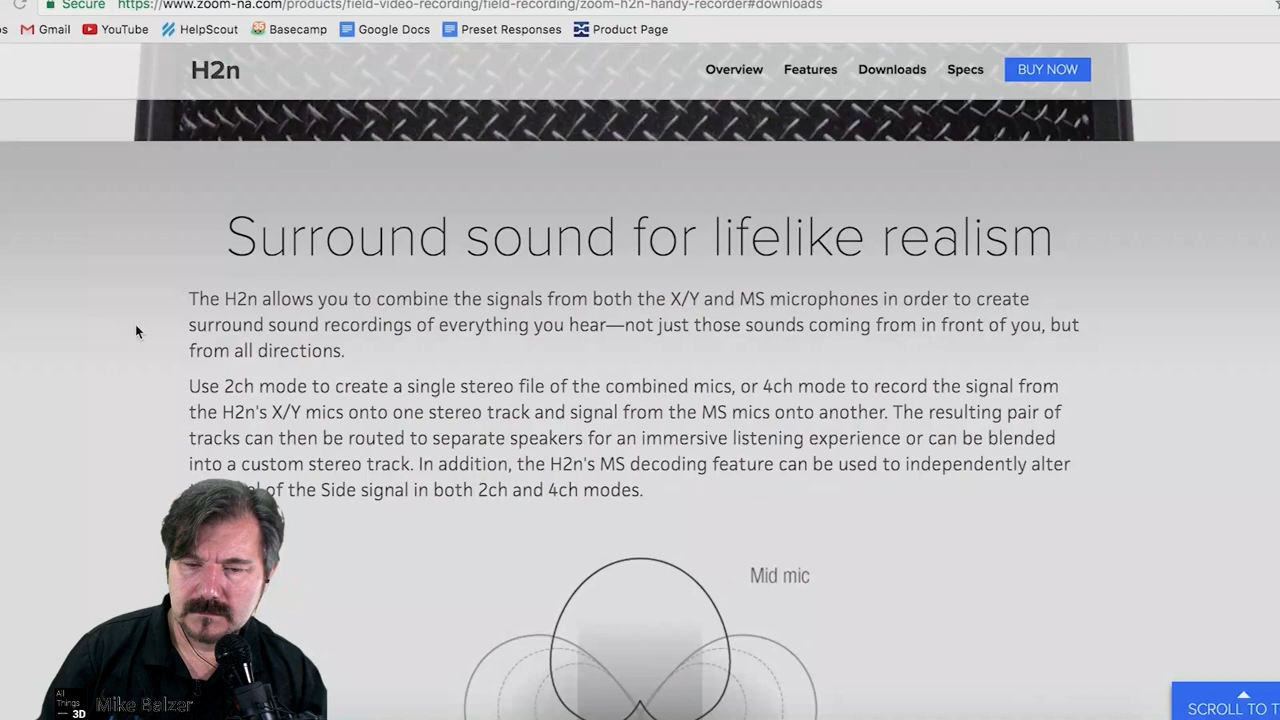 Secure https://www.zoom-na.com/products/field-video-recording/field-recording/zoom-h2n-handy-recorder#downloads
Gmail YouTube HelpScout Basecamp Google Docs Preset Responses Product Page
H2n Overview Features Downloads Specs BUY NOW
Surround sound for lifelike realism
The H2n allows you to combine the signals from both the X/Y and MS microphones in order to create
surround sound recordings of everything you hear—not just those sounds coming from in front of you, but
from all directions.
Use 2ch mode to create a single stereo file of the combined mics, or 4ch mode to record the signal from
the H2n's X/Y mics onto one stereo track and signal from the MS mics onto another. The resulting pair of
tracks can then be routed to separate speakers for an immersive listening experience or can be blended
into a custom stereo track. In addition, the H2n's MS decoding feature can be used to independently alter
of the Side signal in both 2ch and 4ch modes.
Mid mic
All
Things
3D
Mike Balzer
SCROLL TO T